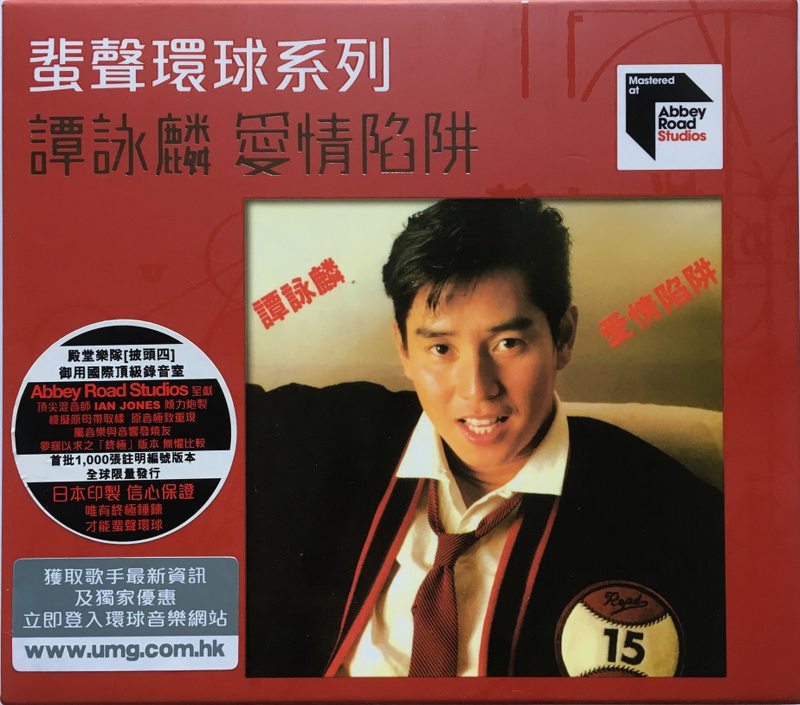 蜚聲環球系列
譚詠麟 愛情陷阱
Mastered
at
Abbey
Road
Studios
譚詠麟
愛情陷阱
殿堂樂隊[披頭四]
御用國際頂級錄音室
Abbey Road Studios 呈獻
頂尖混音師 IAN JONES 傾力炮製
模擬原母帶取樣 原音極致重現
屬音樂與音響發燒友
夢寐以求之「終極」版本 無懼比較
首批1,000張註明編號版本
全球限量發行
日本印製 信心保證
唯有終極錘鍊
才能蜚聲環球
獲取歌手最新資訊
及獨家優惠
立即登入環球音樂網站
www.umg.com.hk
15